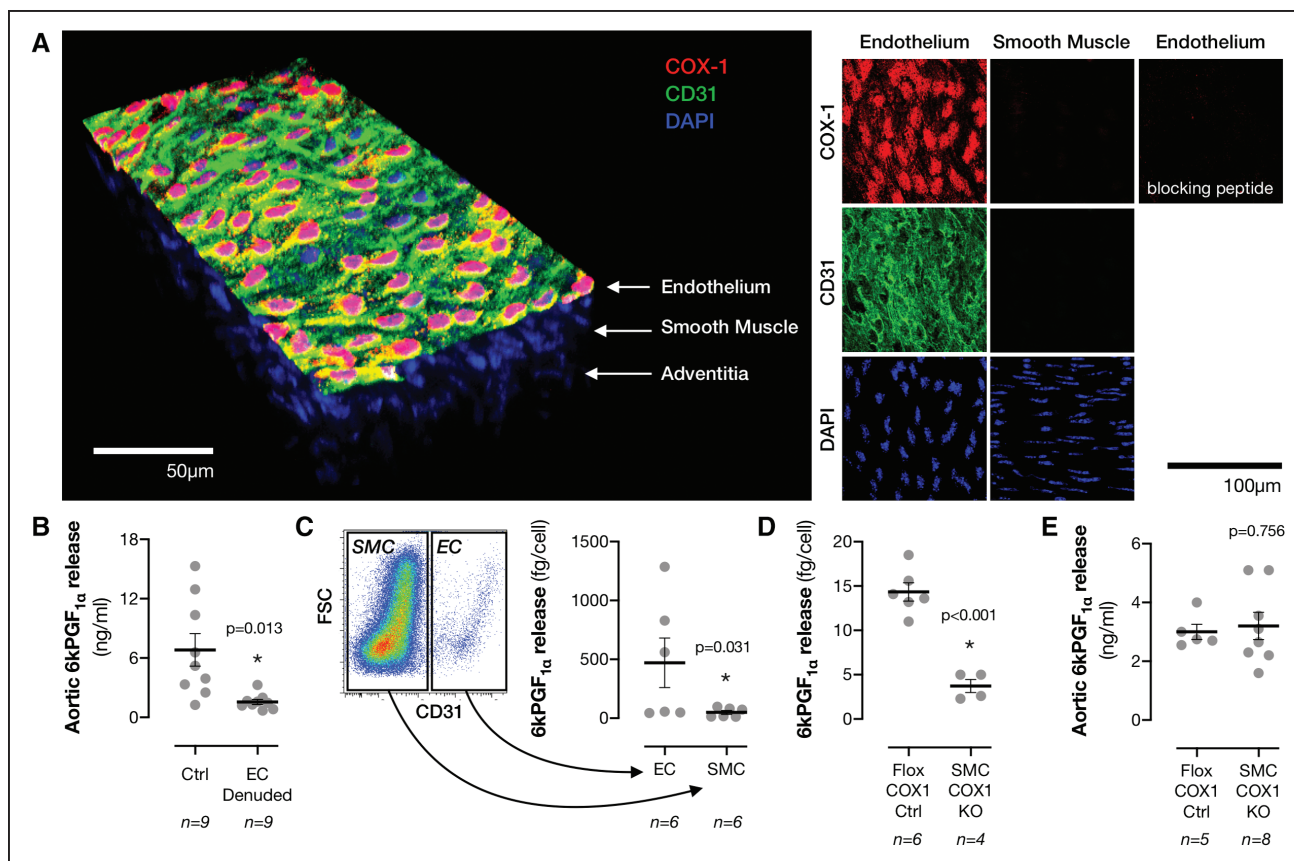 A
COX-1
CD31
DAPI
Endothelium
Smooth Muscle
Adventitia
50µm
Endothelium Smooth Muscle Endothelium
COX-1
blocking peptide
CD31
DAPI
100µm
B
Aortic 6kPGF1α release
(ng/ml)
18
12
6
0
p=0.013
*
Ctrl
EC
Denuded
n=9
n=9
C
SMC
EC
FSC
CD31
6kPGF1α release (fg/cell)
1500
1000
500
0
p=0.031
*
EC
SMC
n=6
n=6
D
6kPGF1α release (fg/cell)
20
15
10
5
0
p<0.001
*
Flox
COX1
Ctrl
SMC
COX1
KO
n=6
n=4
E
Aortic 6kPGF1α release
(ng/ml)
6
4
2
0
p=0.756
Flox
COX1
Ctrl
SMC
COX1
KO
n=5
n=8